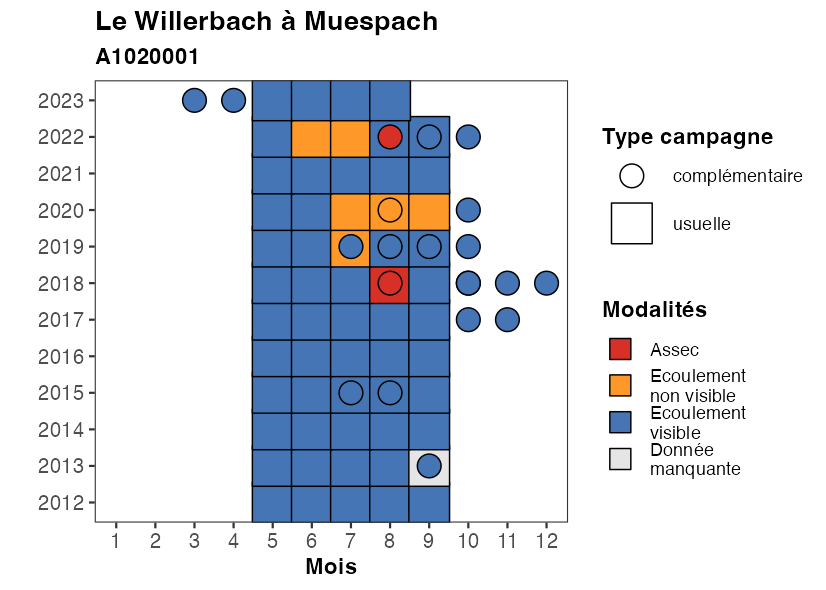 Le Willerbach à Muespach
A1020001
2023
2022
2021
2020
2019
2018
2017
2016
2015
2014
2013
2012
1 2 3 4 5 6 7 8 9 10 11 12
Mois
Type campagne
complémentaire
usuelle
Modalités
Assec
Ecoulement
non visible
Ecoulement
visible
Donnée
manquante